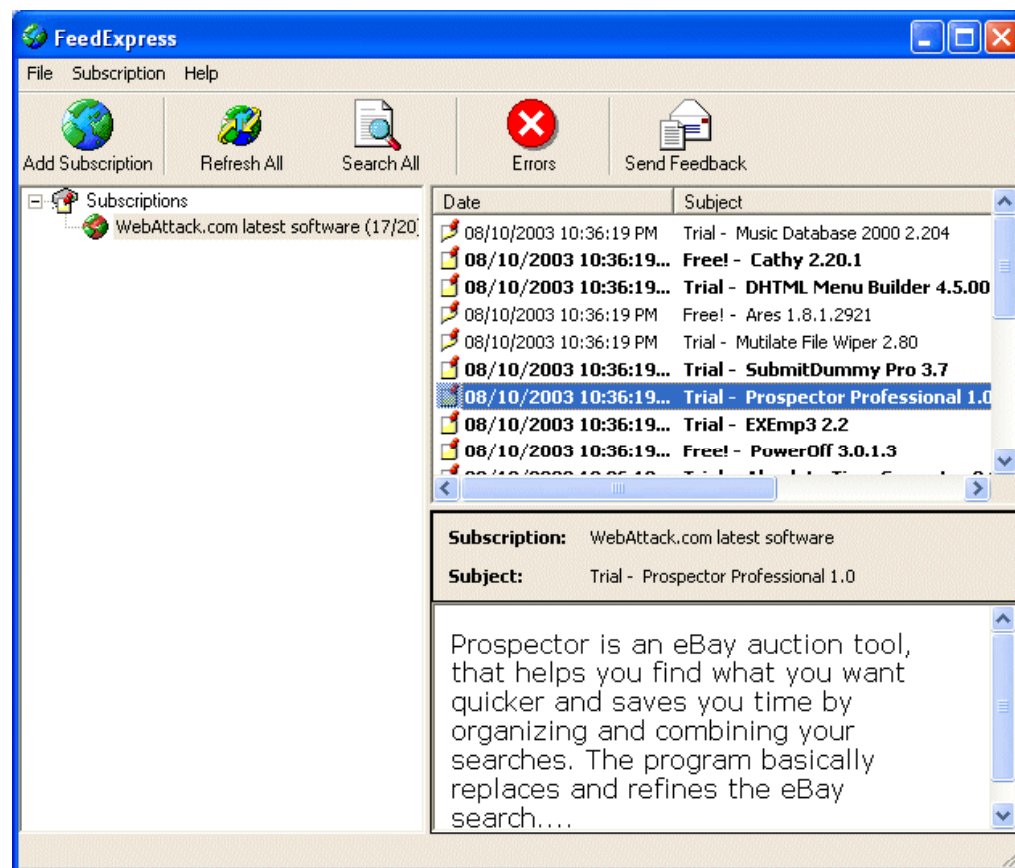 FeedExpress
File Subscription Help
Add Subscription Refresh All Search All Errors Send Feedback
Subscriptions
WebAttack.com latest software (17/20)
Date Subject
08/10/2003 10:36:19 PM Trial - Music Database 2000 2.204
08/10/2003 10:36:19... Free! - Cathy 2.20.1
08/10/2003 10:36:19... Trial - DHTML Menu Builder 4.5.00
08/10/2003 10:36:19 PM Free! - Ares 1.8.1.2921
08/10/2003 10:36:19 PM Trial - Mutilate File Wiper 2.80
08/10/2003 10:36:19... Trial - SubmitDummy Pro 3.7
08/10/2003 10:36:19... Trial - Prospector Professional 1.0
08/10/2003 10:36:19... Trial - EXEmp3 2.2
08/10/2003 10:36:19... Free! - PowerOff 3.0.1.3
Subscription: WebAttack.com latest software
Subject: Trial - Prospector Professional 1.0
Prospector is an eBay auction tool,
that helps you find what you want
quicker and saves you time by
organizing and combining your
searches. The program basically
replaces and refines the eBay
search....